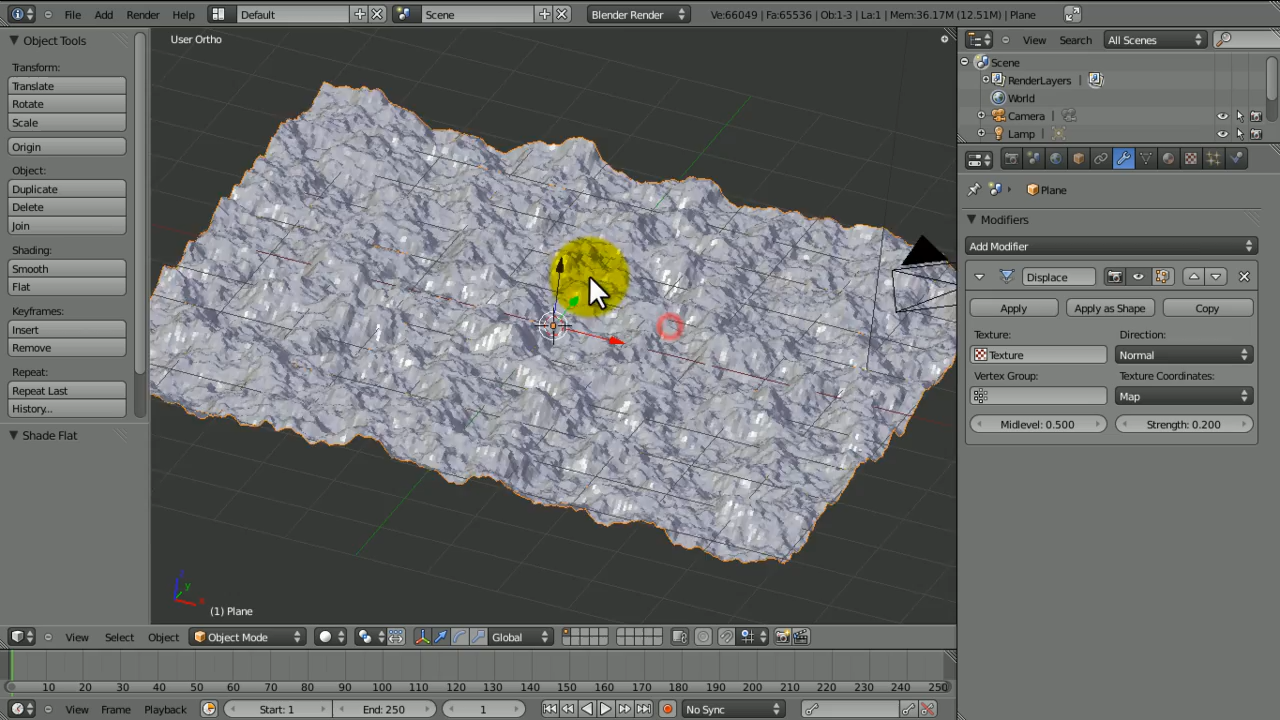 File Add Render Help Default Scene Blender Render Ve:66049 | Fa:65536 | Ob:1-3 | La:1 | Mem:36.17M (12.51M) | Plane
Object Tools
Transform:
Translate
Rotate
Scale
Origin
Object:
Duplicate
Delete
Join
Shading:
Smooth
Flat
Keyframes:
Insert
Remove
Repeat:
Repeat Last
History...
Shade Flat
User Ortho
z
y
x
(1) Plane
View Search All Scenes
Scene
RenderLayers |
World
Camera |
Lamp |
Plane
Modifiers
Add Modifier
Displace
Apply Apply as Shape Copy
Texture: Direction:
Texture Normal
Vertex Group: Texture Coordinates:
Map
Midlevel: 0.500 Strength: 0.200
View Select Object Object Mode Global
10 20 30 40 50 60 70 80 90 100 110 120 130 140 150 160 170 180 190 200 210 220 230 240 250
View Frame Playback Start: 1 End: 250 1 No Sync